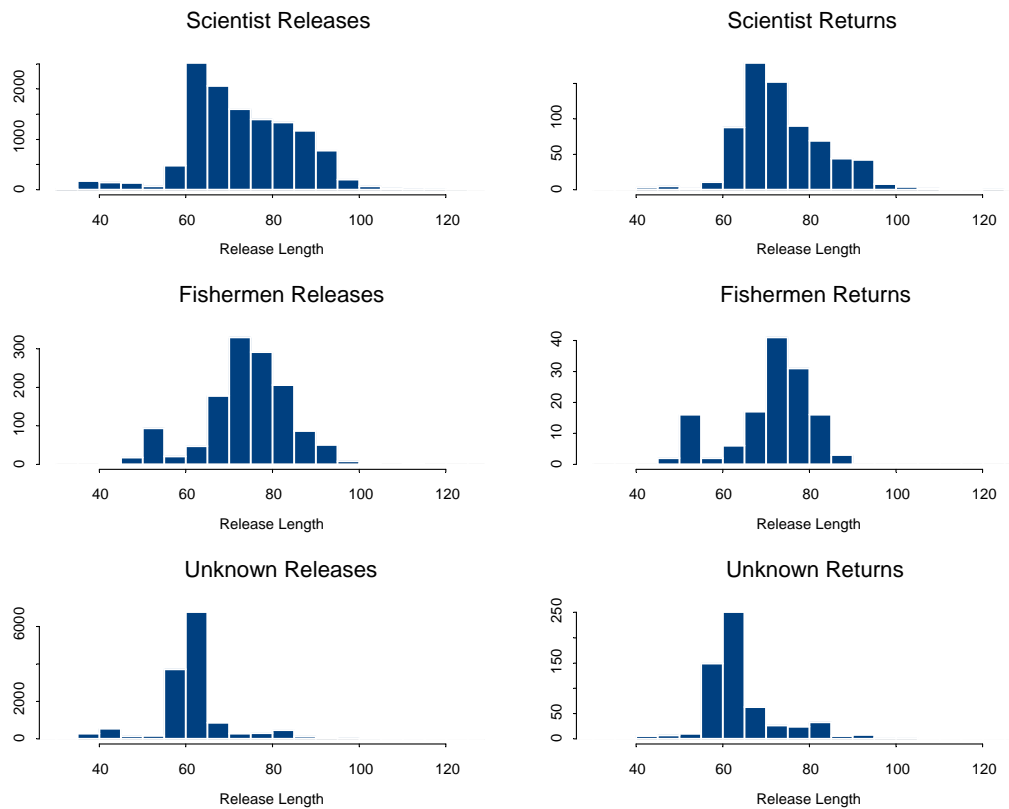 Scientist Releases
0
1000
2000
40 60 80 100 120
Release Length
Scientist Returns
0
50
100
40 60 80 100 120
Release Length
Fishermen Releases
0
100
200
300
40 60 80 100 120
Release Length
Fishermen Returns
0
10
20
30
40
40 60 80 100 120
Release Length
Unknown Releases
0
2000
6000
40 60 80 100 120
Release Length
Unknown Returns
0
50
150
250
40 60 80 100 120
Release Length